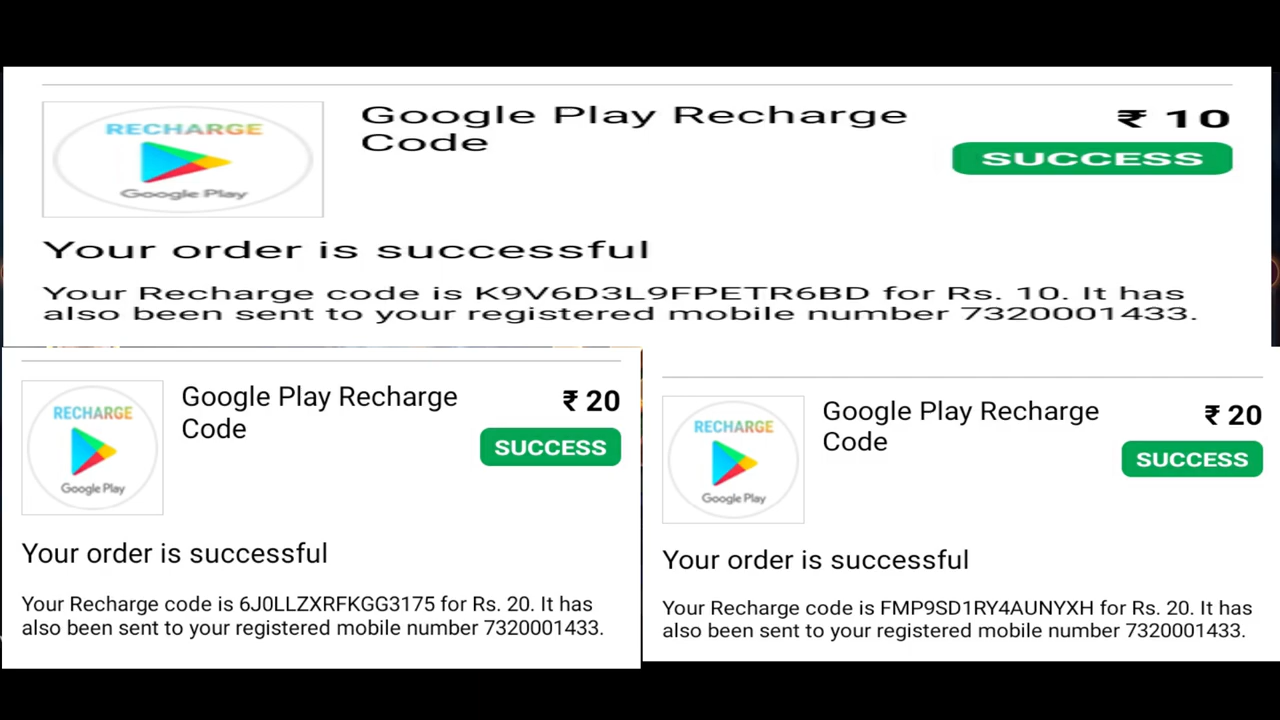 RECHARGE
Google Play
Google Play Recharge
Code
₹ 10
SUCCESS
Your order is successful
Your Recharge code is K9V6D3L9FPETR6BD for Rs. 10. It has
also been sent to your registered mobile number 7320001433.
RECHARGE
Google Play
Google Play Recharge
Code
₹ 20
SUCCESS
Your order is successful
Your Recharge code is 6J0LLZXRFKGG3175 for Rs. 20. It has
also been sent to your registered mobile number 7320001433.
RECHARGE
Google Play
Google Play Recharge
Code
₹ 20
SUCCESS
Your order is successful
Your Recharge code is FMP9SD1RY4AUNYXH for Rs. 20. It has
also been sent to your registered mobile number 7320001433.